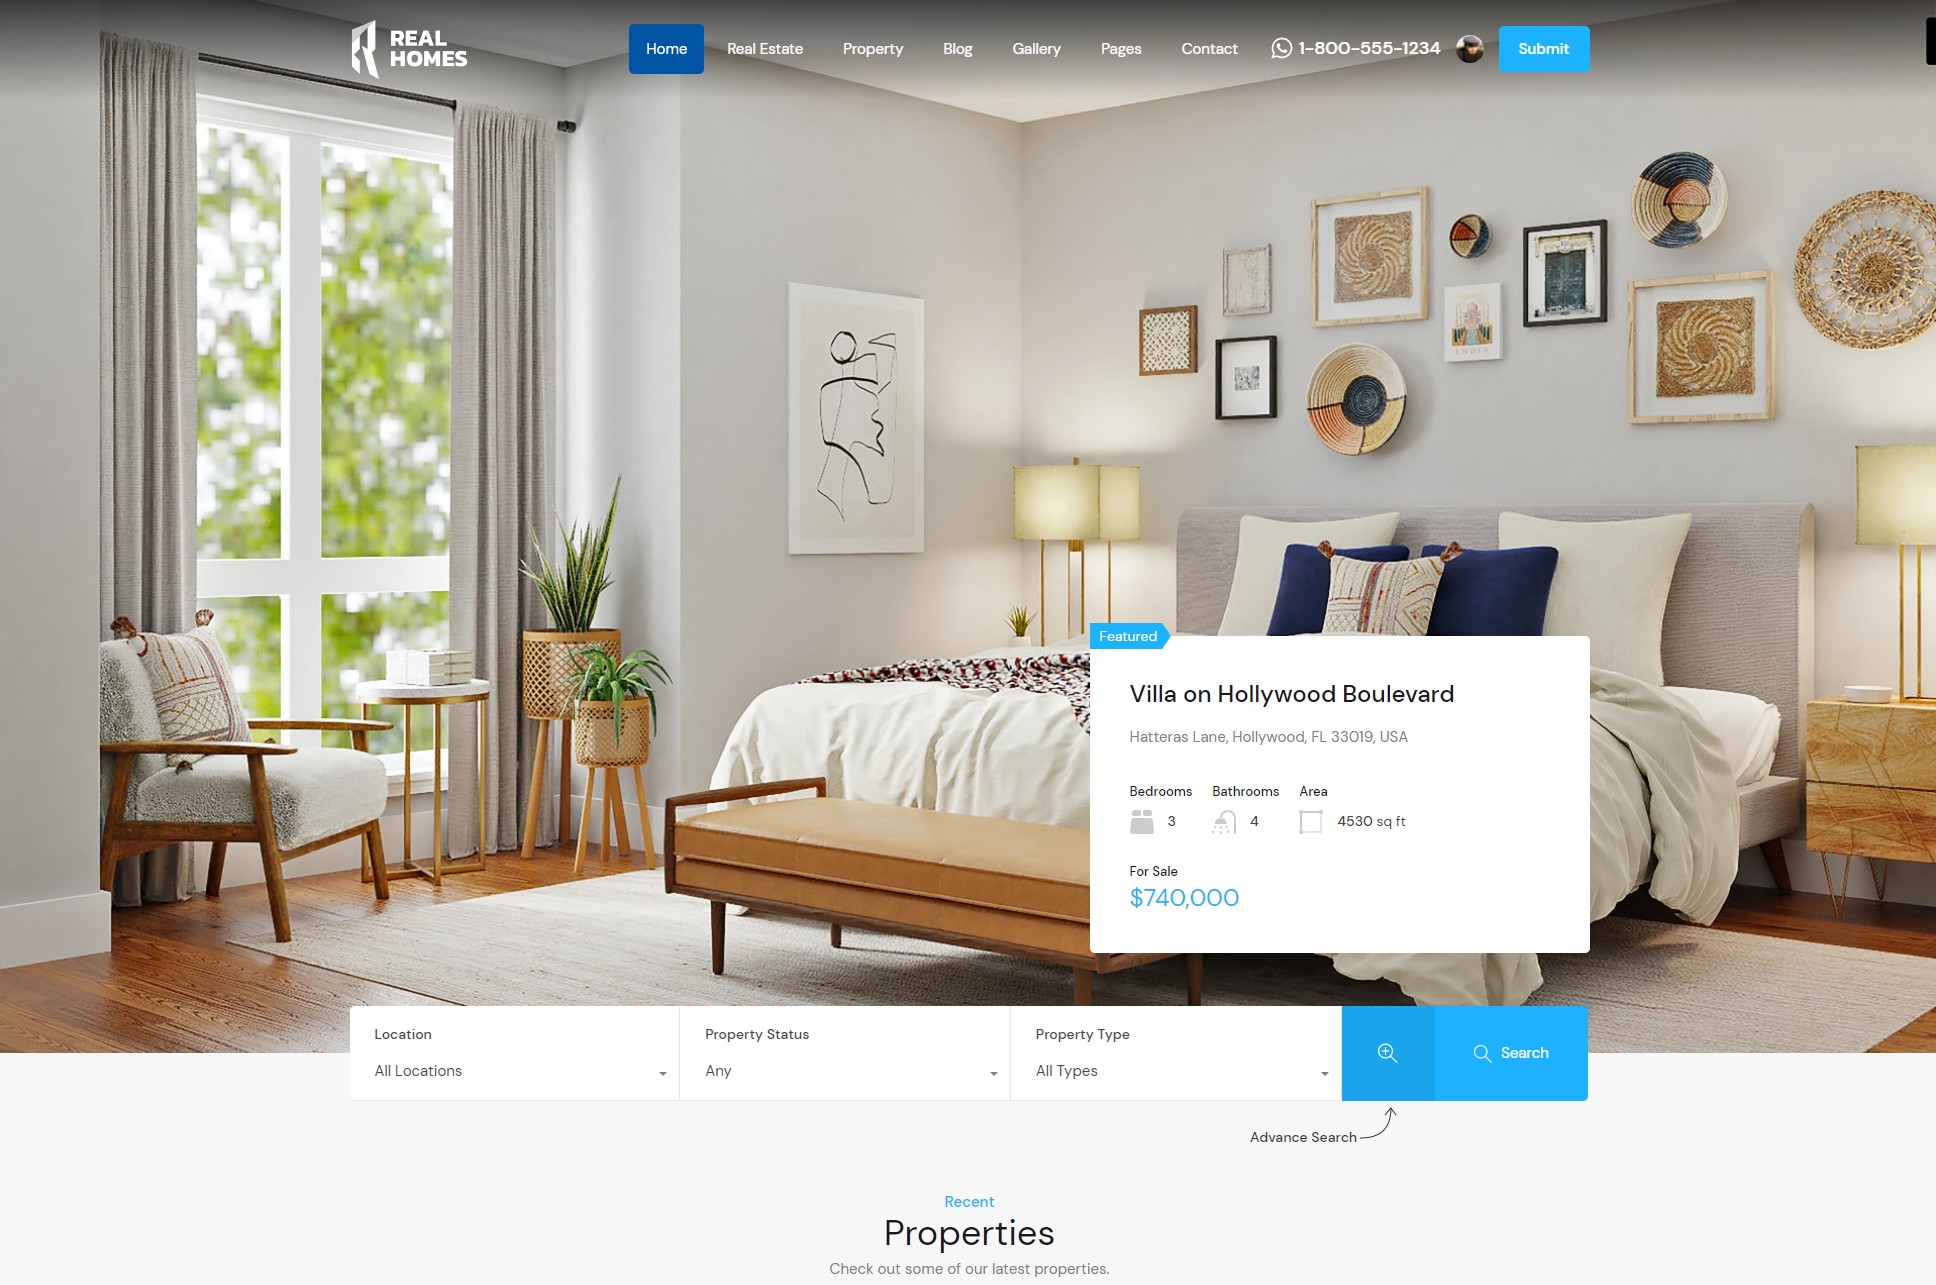 REAL
HOMES
Home
Real Estate
Property
Blog
Gallery
Pages
Contact
1-800-555-1234
Submit
INDIA
Featured
Villa on Hollywood Boulevard
Hatteras Lane, Hollywood, FL 33019, USA
Bedrooms Bathrooms Area
3 4 4530 sq ft
For Sale
$740,000
Location
All Locations
Property Status
Any
Property Type
All Types
Search
Advance Search
Recent
Properties
Check out some of our latest properties.